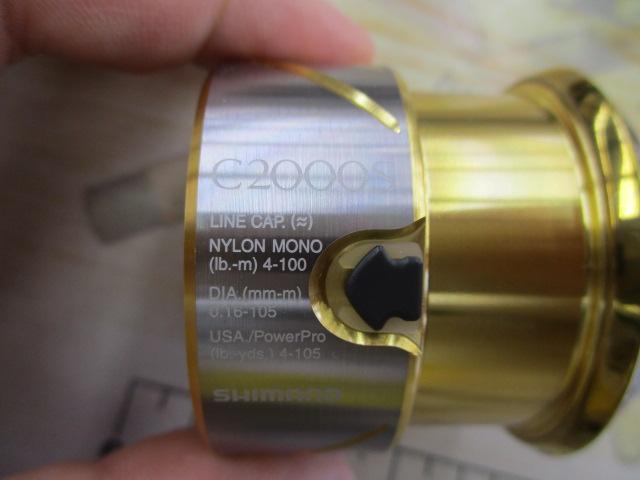 C2000S
LINE CAP. (≈)
NYLON MONO
(lb.-m) 4-100
DIA.(mm-m)
0.16-105
USA./PowerPro
(lb.-yds.) 4-105
SHIMANO